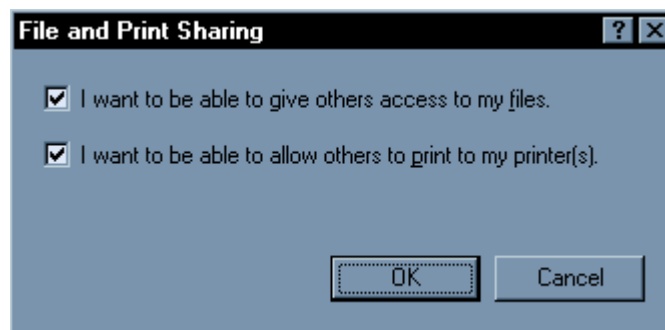 File and Print Sharing
I want to be able to give others access to my files.
I want to be able to allow others to print to my printer(s).
OK Cancel